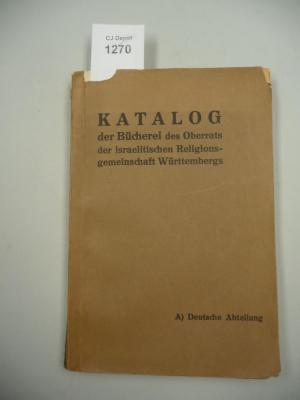 CJ Depot
1270
KATALOG
der Bücherei des Oberrats
der israelitischen Religions-
gemeinschaft Württembergs
A) Deutsche Abteilung